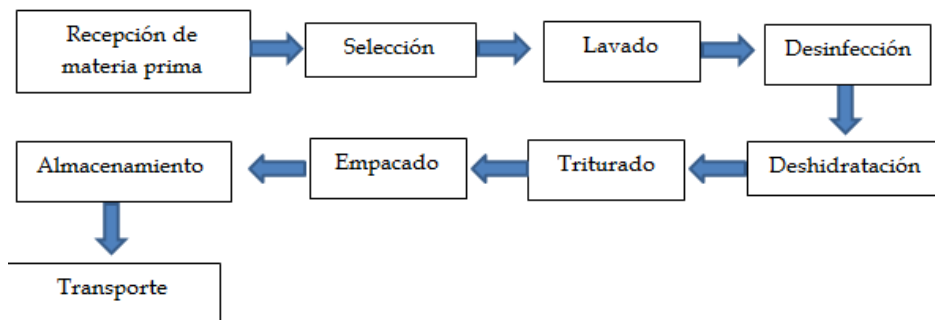 Recepción de
materia prima
Selección
Lavado
Desinfección
Deshidratación
Triturado
Empacado
Almacenamiento
Transporte